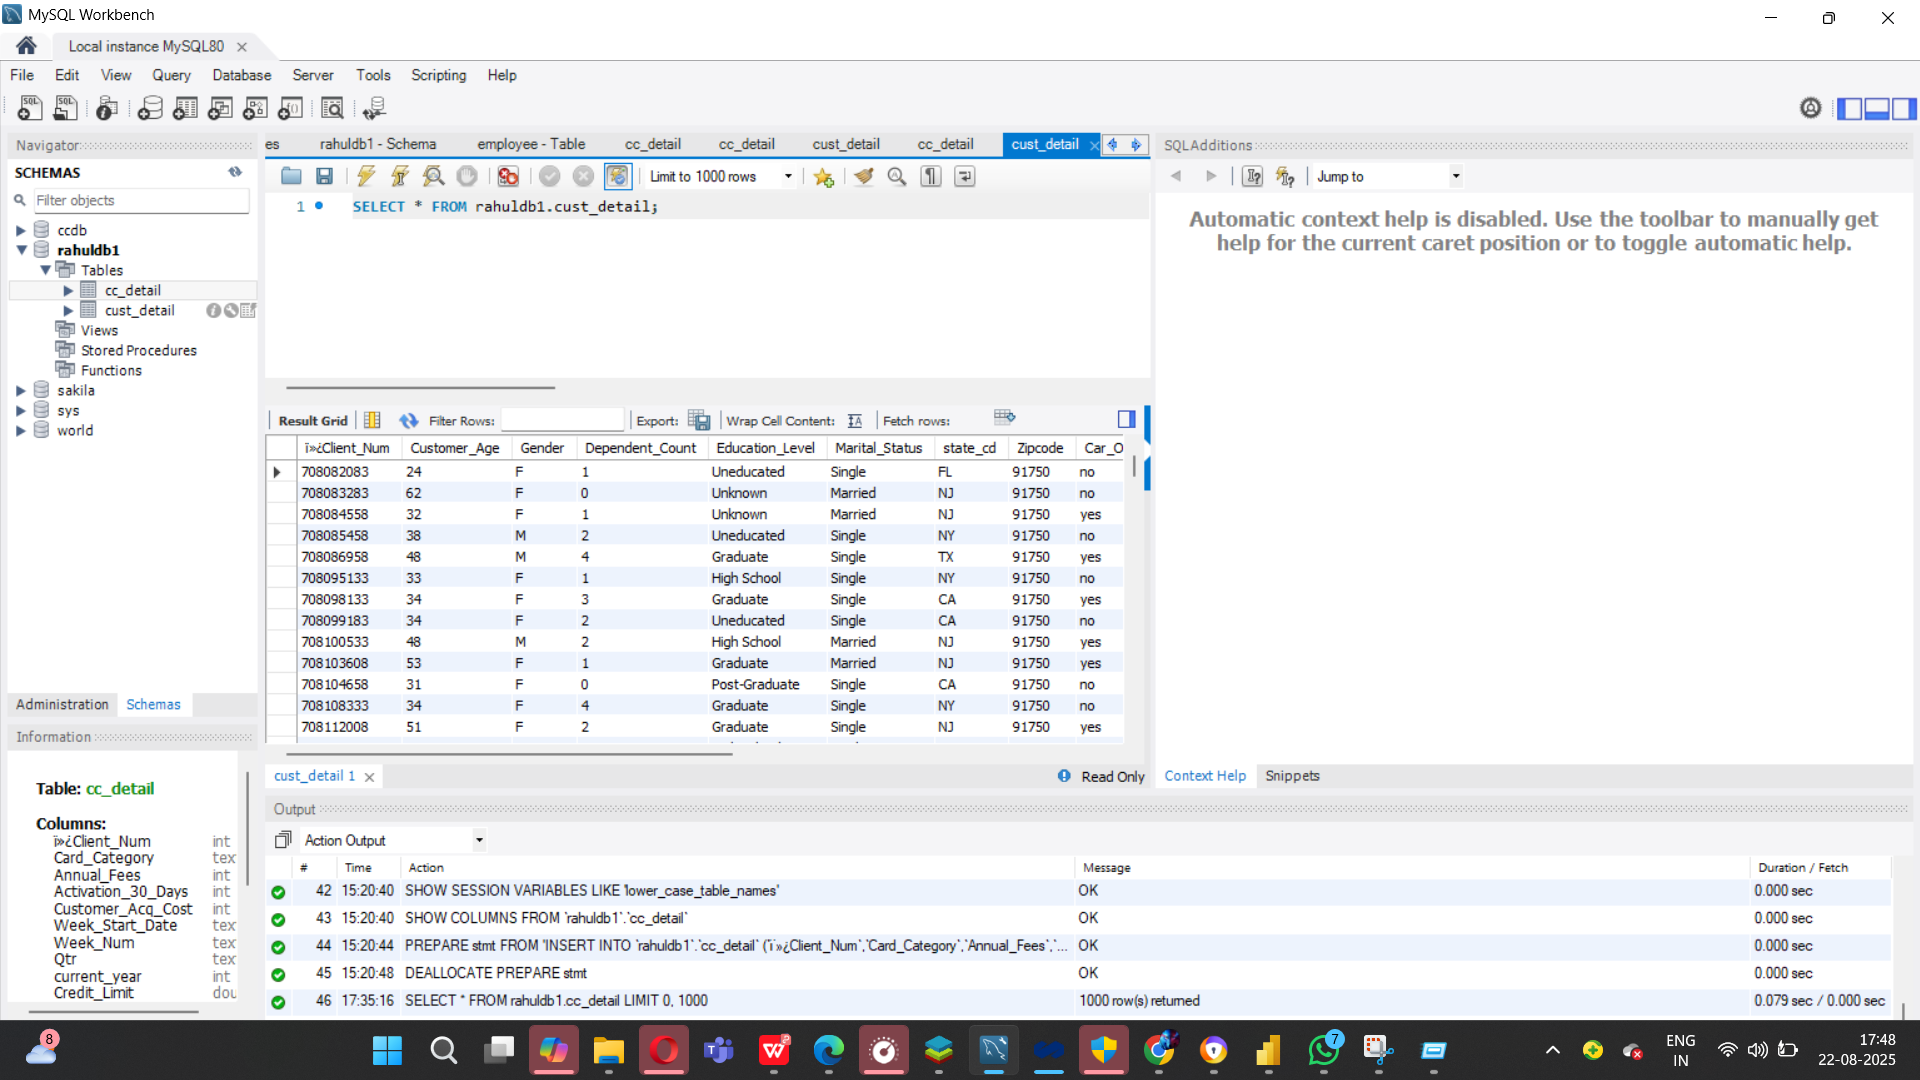 MySQL Workbench
Local instance MySQL80
File Edit View Query Database Server Tools Scripting Help
Navigator
SCHEMAS
Filter objects
ccdb
rahuldb1
Tables
cc_detail
cust_detail
Views
Stored Procedures
Functions
sakila
sys
world
Administration Schemas
Information
Table: cc_detail
Columns:
ï»¿Client_Num int
Card_Category tex
Annual_Fees int
Activation_30_Days int
Customer_Acq_Cost int
Week_Start_Date tex
Week_Num tex
Qtr tex
current_year int
Credit_Limit dou
es rahuldb1 - Schema employee - Table cc_detail cc_detail cust_detail cc_detail cust_detail
Limit to 1000 rows
1 SELECT * FROM rahuldb1.cust_detail;
Result Grid Filter Rows: Export: Wrap Cell Content: Fetch rows:
ï»¿Client_Num Customer_Age Gender Dependent_Count Education_Level Marital_Status state_cd Zipcode Car_O
708082083 24 F 1 Uneducated Single FL 91750 no
708083283 62 F 0 Unknown Married NJ 91750 no
708084558 32 F 1 Unknown Married NJ 91750 yes
708085458 38 M 2 Uneducated Single NY 91750 no
708086958 48 M 4 Graduate Single TX 91750 yes
708095133 33 F 1 High School Single NY 91750 no
708098133 34 F 3 Graduate Single CA 91750 yes
708099183 34 F 2 Uneducated Single CA 91750 no
708100533 48 M 2 High School Married NJ 91750 yes
708103608 53 F 1 Graduate Married NJ 91750 yes
708104658 31 F 0 Post-Graduate Single CA 91750 no
708108333 34 F 4 Graduate Single NY 91750 no
708112008 51 F 2 Graduate Single NJ 91750 yes
cust_detail 1
Read Only
SQLAdditions
Jump to
Automatic context help is disabled. Use the toolbar to manually get
help for the current caret position or to toggle automatic help.
Context Help Snippets
Output
Action Output
# Time Action Message Duration / Fetch
42 15:20:40 SHOW SESSION VARIABLES LIKE 'lower_case_table_names' OK 0.000 sec
43 15:20:40 SHOW COLUMNS FROM `rahuldb1`.`cc_detail` OK 0.000 sec
44 15:20:44 PREPARE stmt FROM 'INSERT INTO `rahuldb1`.`cc_detail` (`ï»¿Client_Num`,`Card_Category`,`Annual_Fees`,`... OK 0.000 sec
45 15:20:48 DEALLOCATE PREPARE stmt OK 0.000 sec
46 17:35:16 SELECT * FROM rahuldb1.cc_detail LIMIT 0, 1000 1000 row(s) returned 0.079 sec / 0.000 sec
8
7
ENG
IN
17:48
22-08-2025